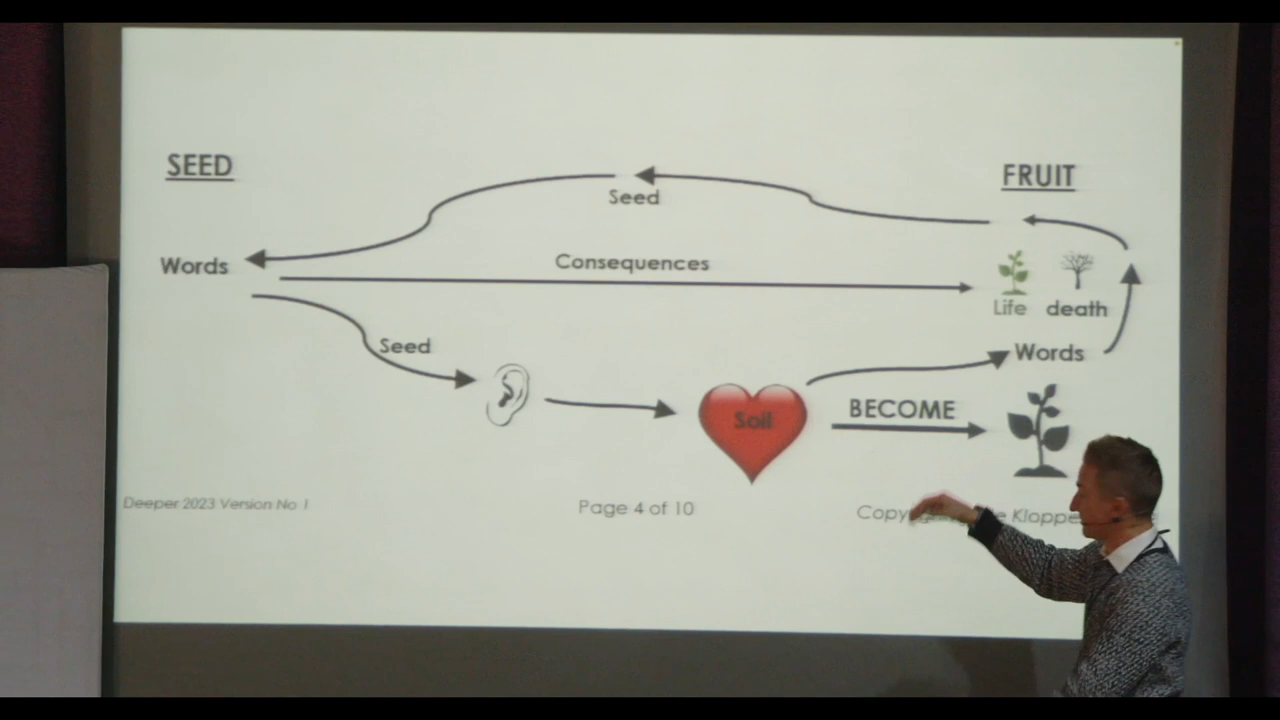 SEED
FRUIT
Seed
Words
Consequences
Life death
Seed
Words
Soil
BECOME
Deeper 2023 Version No 1
Page 4 of 10